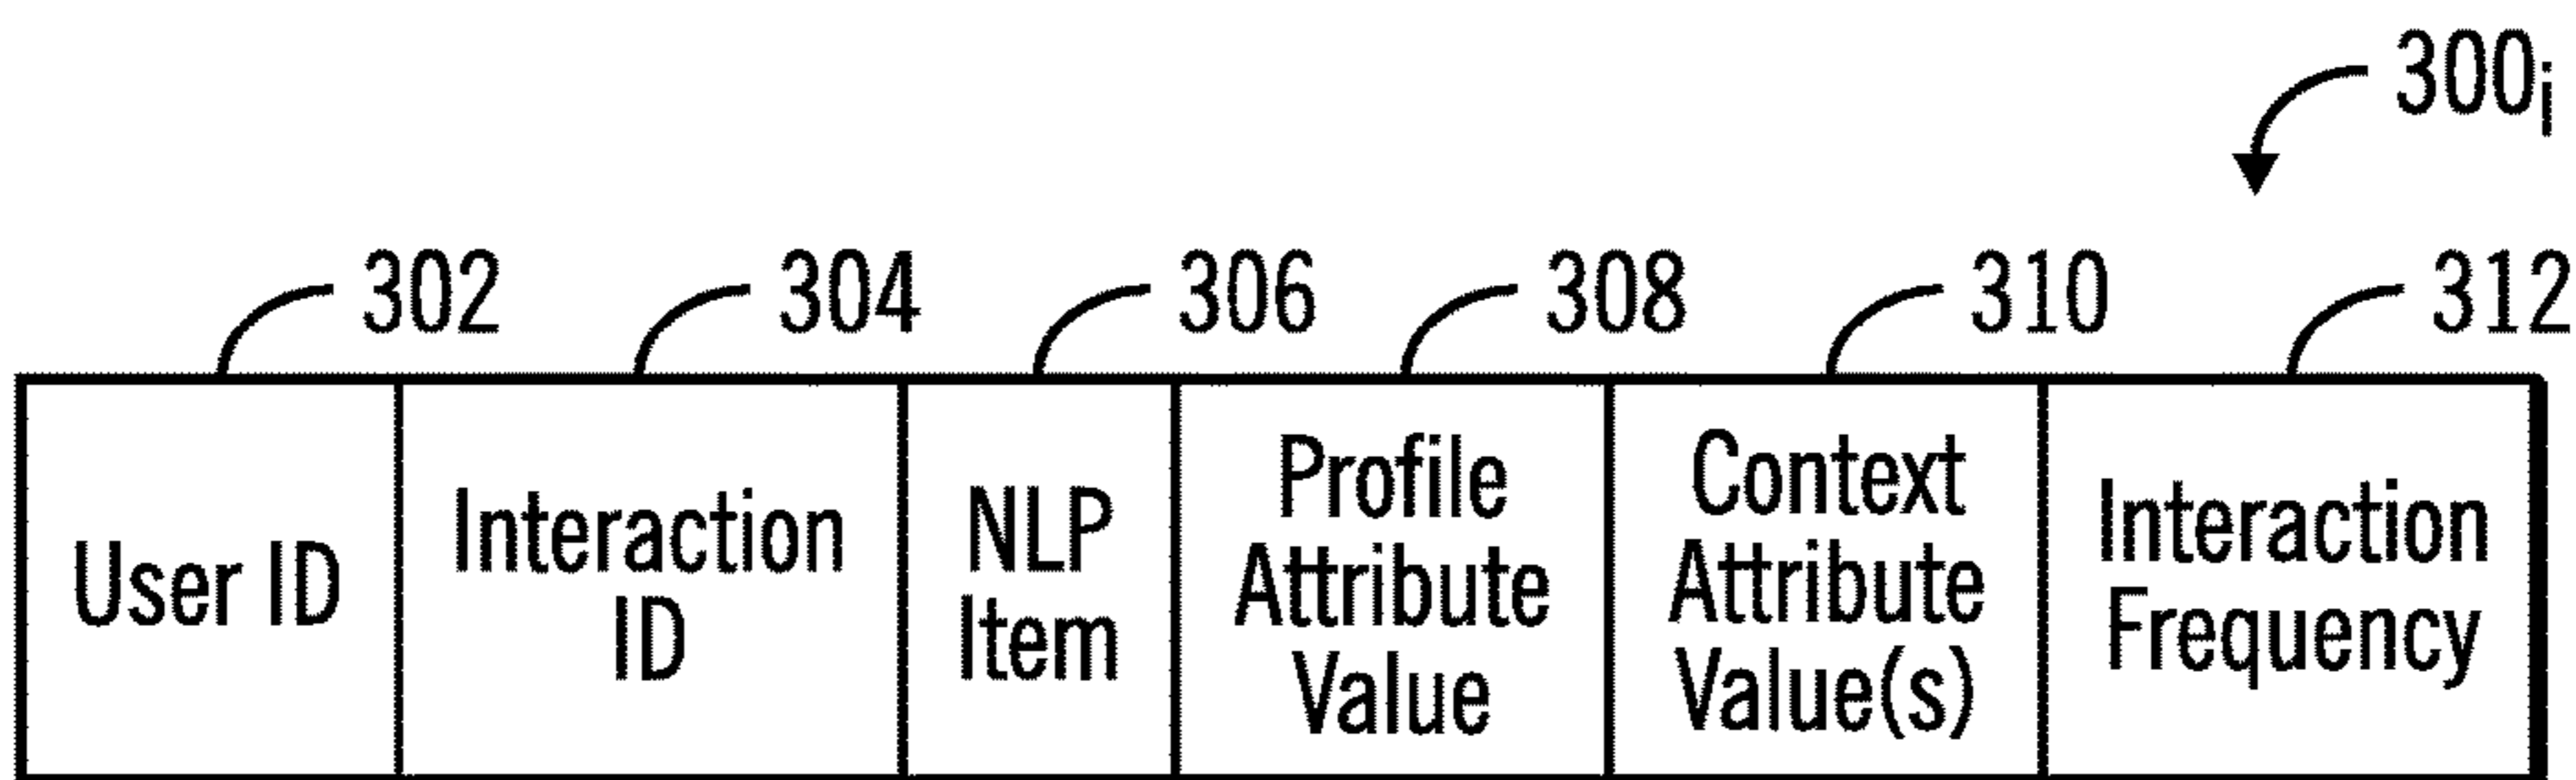 300i
302 304 306 308 310 312
User ID
Interaction
ID
NLP
Item
Profile
Attribute
Value
Context
Attribute
Value(s)
Interaction
Frequency